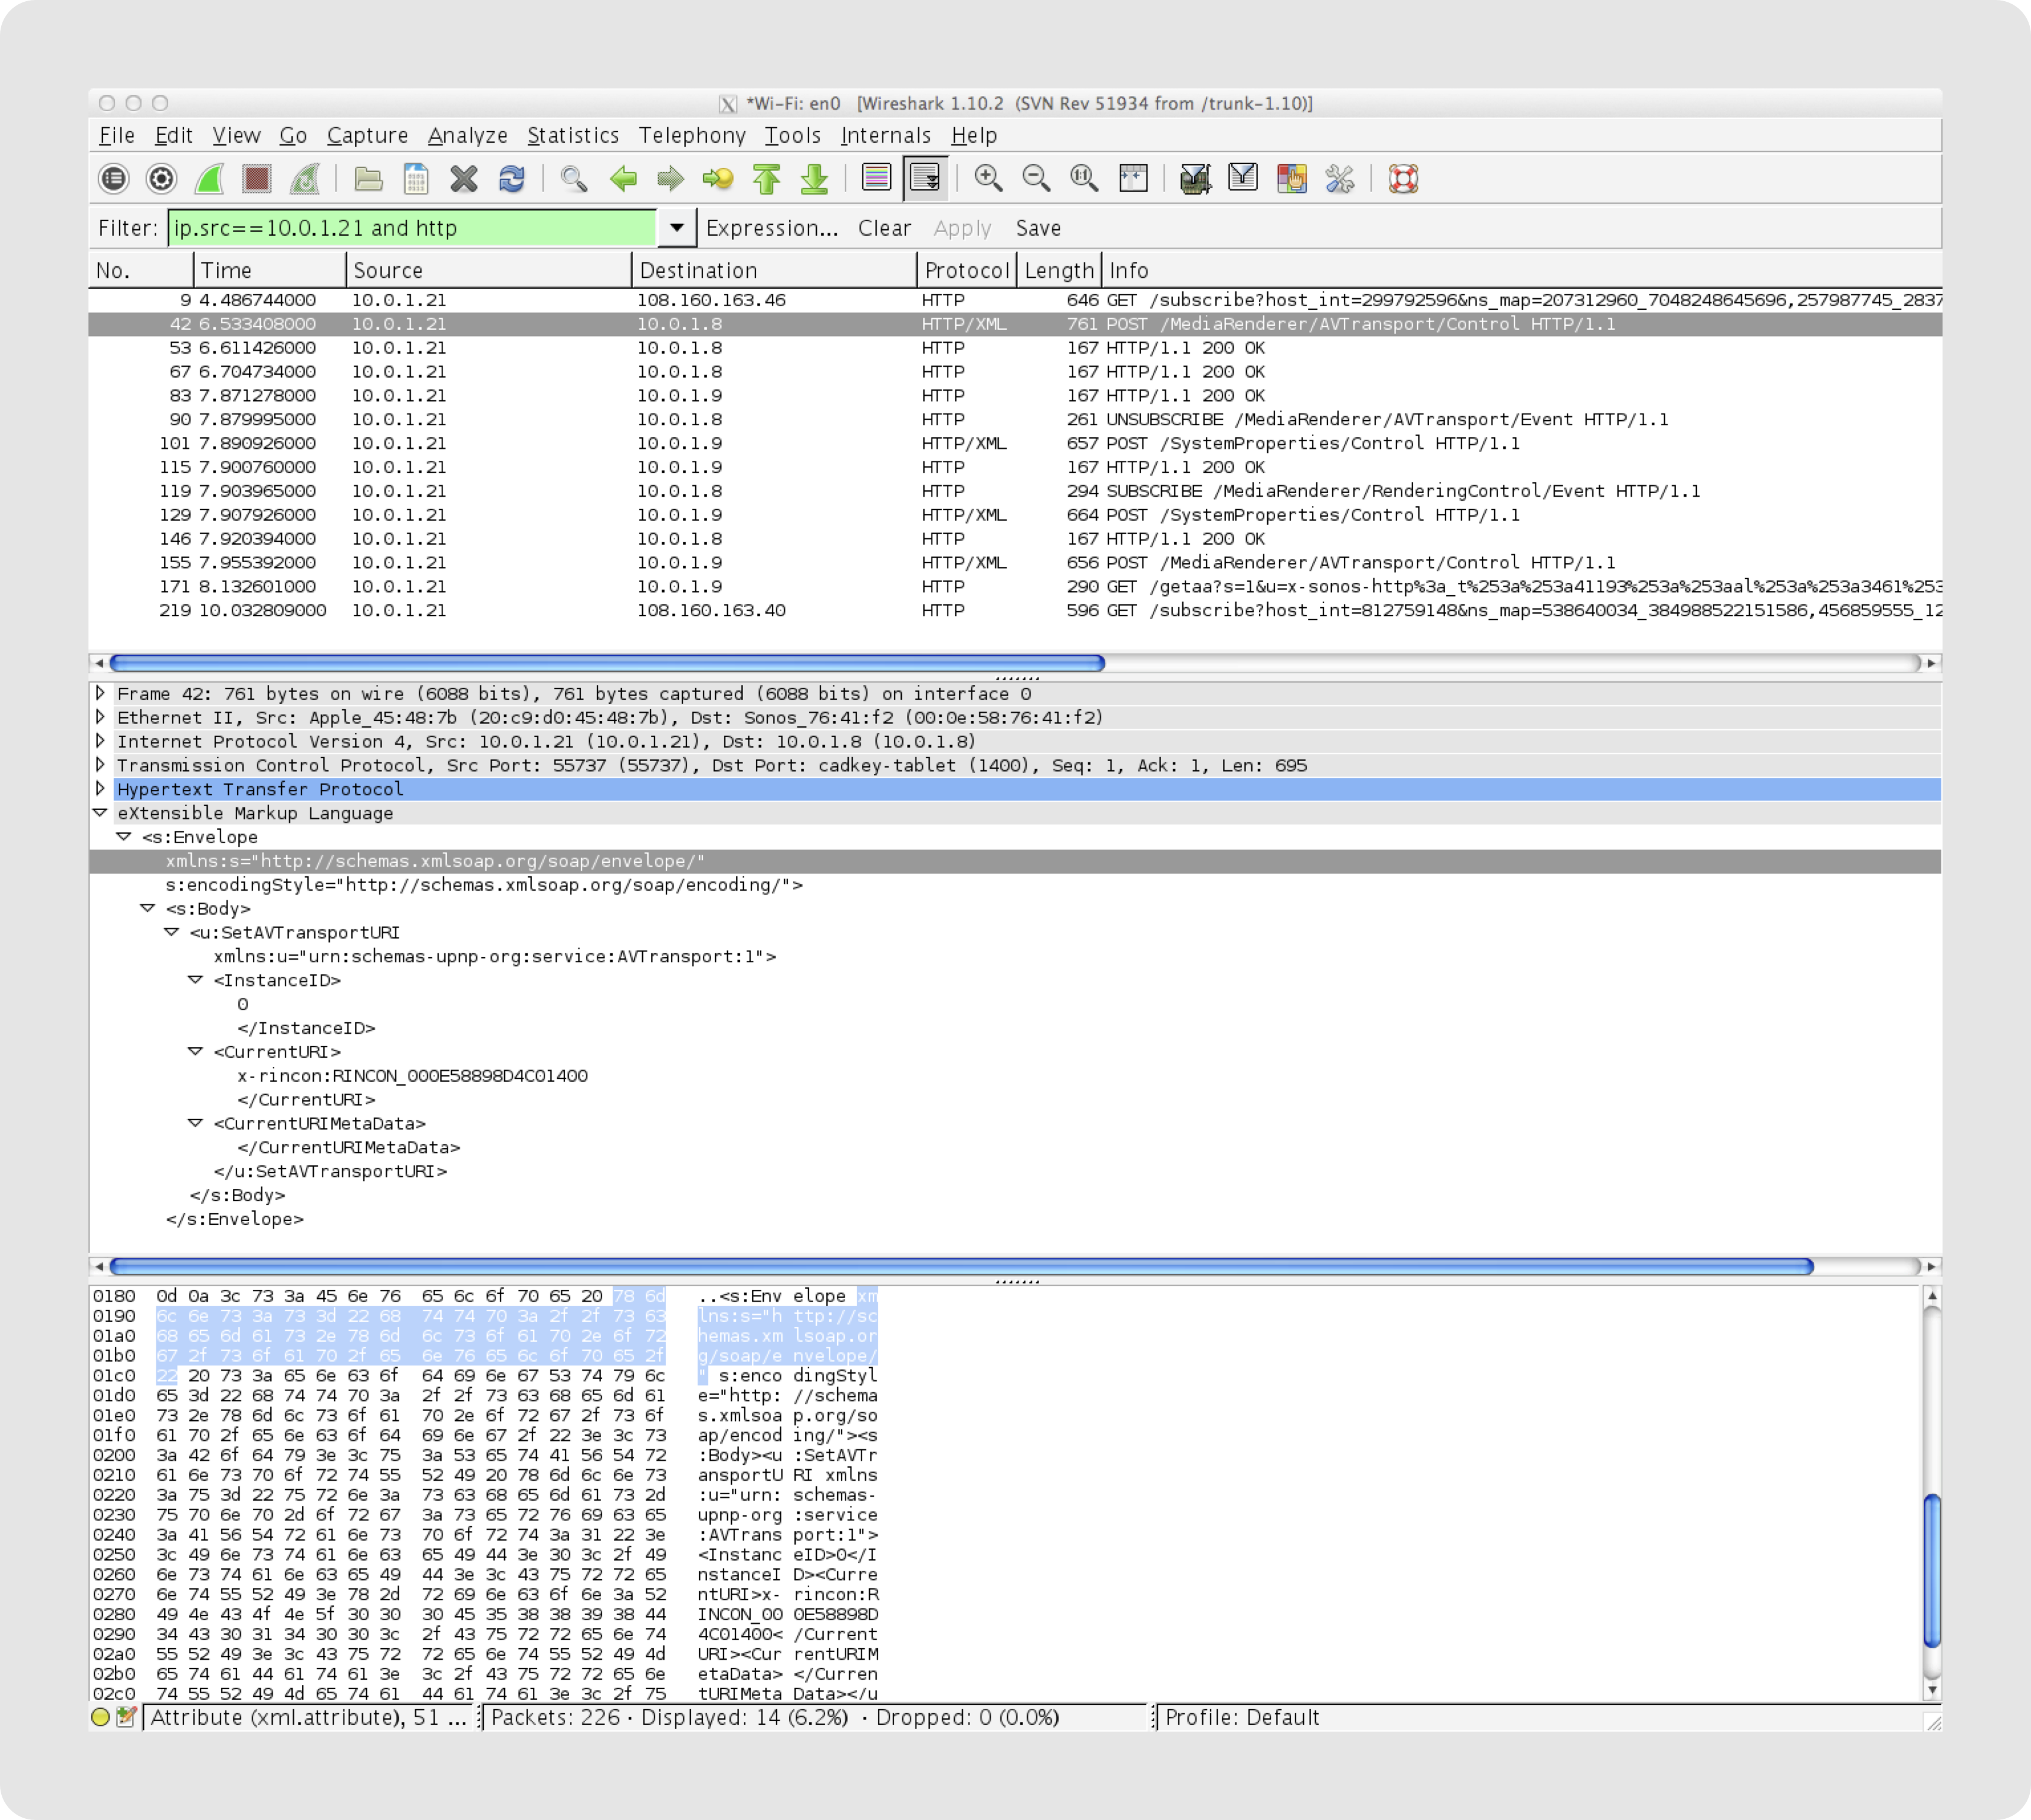 *Wi-Fi: en0 [Wireshark 1.10.2 (SVN Rev 51934 from /trunk-1.10)]
File Edit View Go Capture Analyze Statistics Telephony Tools Internals Help
Filter: ip.src==10.0.1.21 and http Expression... Clear Apply Save
No. Time Source Destination Protocol Length Info
9 4.486744000 10.0.1.21 108.160.163.46 HTTP 646 GET /subscribe?host_int=299792596&ns_map=207312960_7048248645696,257987745_2837
42 6.533408000 10.0.1.21 10.0.1.8 HTTP/XML 761 POST /MediaRenderer/AVTransport/Control HTTP/1.1
53 6.611426000 10.0.1.21 10.0.1.8 HTTP 167 HTTP/1.1 200 OK
67 6.704734000 10.0.1.21 10.0.1.8 HTTP 167 HTTP/1.1 200 OK
83 7.871278000 10.0.1.21 10.0.1.9 HTTP 167 HTTP/1.1 200 OK
90 7.879995000 10.0.1.21 10.0.1.8 HTTP 261 UNSUBSCRIBE /MediaRenderer/AVTransport/Event HTTP/1.1
101 7.890926000 10.0.1.21 10.0.1.9 HTTP/XML 657 POST /SystemProperties/Control HTTP/1.1
115 7.900760000 10.0.1.21 10.0.1.9 HTTP 167 HTTP/1.1 200 OK
119 7.903965000 10.0.1.21 10.0.1.8 HTTP 294 SUBSCRIBE /MediaRenderer/RenderingControl/Event HTTP/1.1
129 7.907926000 10.0.1.21 10.0.1.9 HTTP/XML 664 POST /SystemProperties/Control HTTP/1.1
146 7.920394000 10.0.1.21 10.0.1.8 HTTP 167 HTTP/1.1 200 OK
155 7.955392000 10.0.1.21 10.0.1.9 HTTP/XML 656 POST /MediaRenderer/AVTransport/Control HTTP/1.1
171 8.132601000 10.0.1.21 10.0.1.9 HTTP 290 GET /getaa?s=1&u=x-sonos-http%3a_t%253a%253a41193%253a%253aal%253a%253a3461%253
219 10.032809000 10.0.1.21 108.160.163.40 HTTP 596 GET /subscribe?host_int=812759148&ns_map=538640034_384988522151586,456859555_12
Frame 42: 761 bytes on wire (6088 bits), 761 bytes captured (6088 bits) on interface 0
Ethernet II, Src: Apple_45:48:7b (20:c9:d0:45:48:7b), Dst: Sonos_76:41:f2 (00:0e:58:76:41:f2)
Internet Protocol Version 4, Src: 10.0.1.21 (10.0.1.21), Dst: 10.0.1.8 (10.0.1.8)
Transmission Control Protocol, Src Port: 55737 (55737), Dst Port: cadkey-tablet (1400), Seq: 1, Ack: 1, Len: 695
Hypertext Transfer Protocol
eXtensible Markup Language
<s:Envelope
xmlns:s="http://schemas.xmlsoap.org/soap/envelope/"
s:encodingStyle="http://schemas.xmlsoap.org/soap/encoding/">
<s:Body>
<u:SetAVTransportURI
xmlns:u="urn:schemas-upnp-org:service:AVTransport:1">
<InstanceID>
0
</InstanceID>
<CurrentURI>
x-rincon:RINCON_000E58898D4C01400
</CurrentURI>
<CurrentURIMetaData>
</CurrentURIMetaData>
</u:SetAVTransportURI>
</s:Body>
</s:Envelope>
0180 0d 0a 3c 73 3a 45 6e 76 65 6c 6f 70 65 20 78 6d ..<s:Env elope xm
0190 6c 6e 73 3a 73 3d 22 68 74 74 70 3a 2f 2f 73 63 lns:s="h ttp://sc
01a0 68 65 6d 61 73 2e 78 6d 6c 73 6f 61 70 2e 6f 72 hemas.xm lsoap.or
01b0 67 2f 73 6f 61 70 2f 65 6e 76 65 6c 6f 70 65 2f g/soap/e nvelope/
01c0 22 20 73 3a 65 6e 63 6f 64 69 6e 67 53 74 79 6c " s:enco dingStyl
01d0 65 3d 22 68 74 74 70 3a 2f 2f 73 63 68 65 6d 61 e="http: //schema
01e0 73 2e 78 6d 6c 73 6f 61 70 2e 6f 72 67 2f 73 6f s.xmlsoa p.org/so
01f0 61 70 2f 65 6e 63 6f 64 69 6e 67 2f 22 3e 3c 73 ap/encod ing/"><s
0200 3a 42 6f 64 79 3e 3c 75 3a 53 65 74 41 56 54 72 :Body><u :SetAVTr
0210 61 6e 73 70 6f 72 74 55 52 49 20 78 6d 6c 6e 73 ansportU RI xmlns
0220 3a 75 3d 22 75 72 6e 3a 73 63 68 65 6d 61 73 2d :u="urn: schemas-
0230 75 70 6e 70 2d 6f 72 67 3a 73 65 72 76 69 63 65 upnp-org :service
0240 3a 41 56 54 72 61 6e 73 70 6f 72 74 3a 31 22 3e :AVTrans port:1">
0250 3c 49 6e 73 74 61 6e 63 65 49 44 3e 30 3c 2f 49 <Instanc eID>0</I
0260 6e 73 74 61 6e 63 65 49 44 3e 3c 43 75 72 72 65 nstanceI D><Curre
0270 6e 74 55 52 49 3e 78 2d 72 69 6e 63 6f 6e 3a 52 ntURI>x- rincon:R
0280 49 4e 43 4f 4e 5f 30 30 30 45 35 38 38 39 38 44 INCON_00 0E58898D
0290 34 43 30 31 34 30 30 3c 2f 43 75 72 72 65 6e 74 4C01400< /Current
02a0 55 52 49 3e 3c 43 75 72 72 65 6e 74 55 52 49 4d URI><Cur rentURIM
02b0 65 74 61 44 61 74 61 3e 3c 2f 43 75 72 72 65 6e etaData> </Curren
02c0 74 55 52 49 4d 65 74 61 44 61 74 61 3e 3c 2f 75 tURIMeta Data></u
Attribute (xml.attribute), 51 ... Packets: 226 · Displayed: 14 (6.2%) · Dropped: 0 (0.0%) Profile: Default